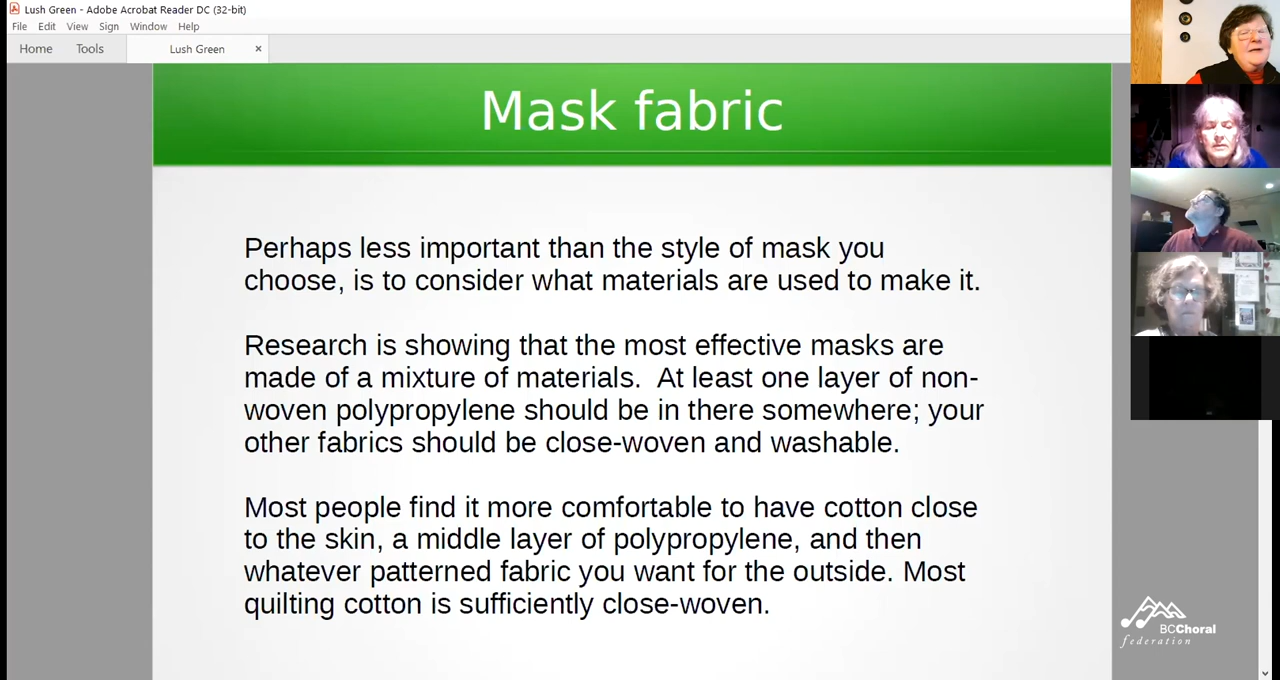 Lush Green - Adobe Acrobat Reader DC (32-bit)
File Edit View Sign Window Help
Home Tools Lush Green ×
Mask fabric
Perhaps less important than the style of mask you
choose, is to consider what materials are used to make it.
Research is showing that the most effective masks are
made of a mixture of materials.  At least one layer of non-
woven polypropylene should be in there somewhere; your
other fabrics should be close-woven and washable.
Most people find it more comfortable to have cotton close
to the skin, a middle layer of polypropylene, and then
whatever patterned fabric you want for the outside. Most
quilting cotton is sufficiently close-woven.
BCChoral
federation